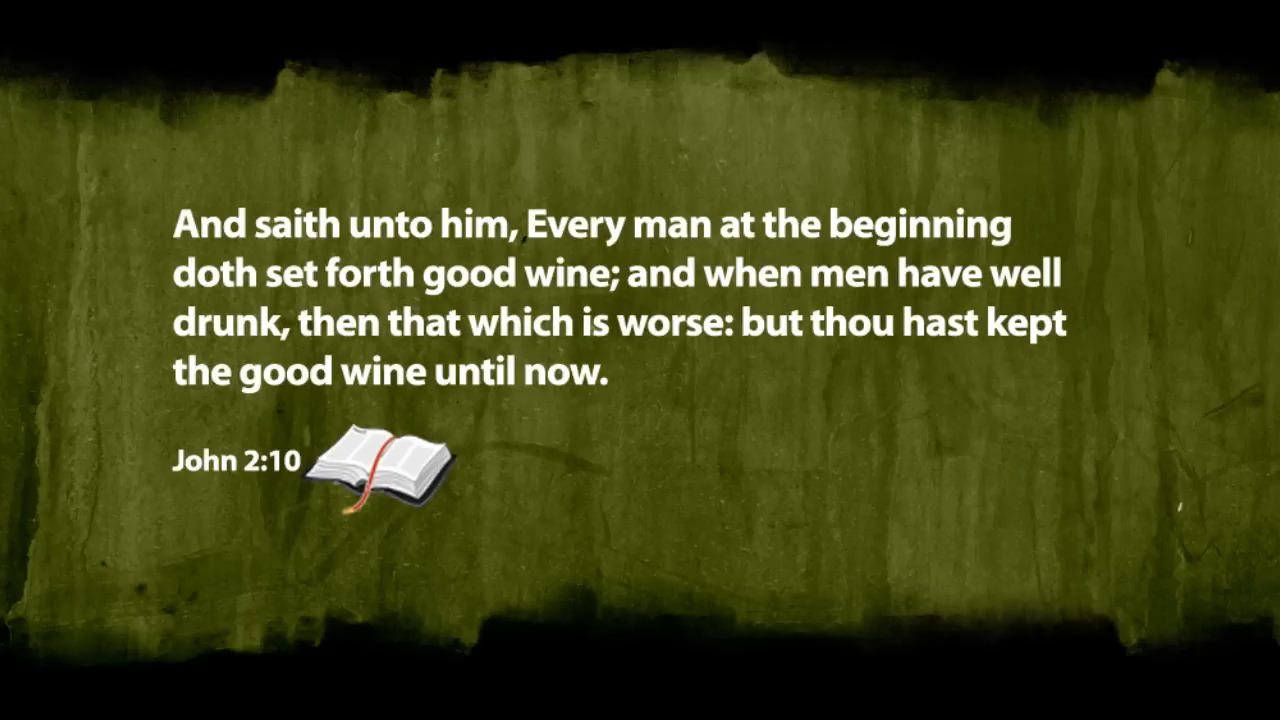 And saith unto him, Every man at the beginning
doth set forth good wine; and when men have well
drunk, then that which is worse: but thou hast kept
the good wine until now.
John 2:10